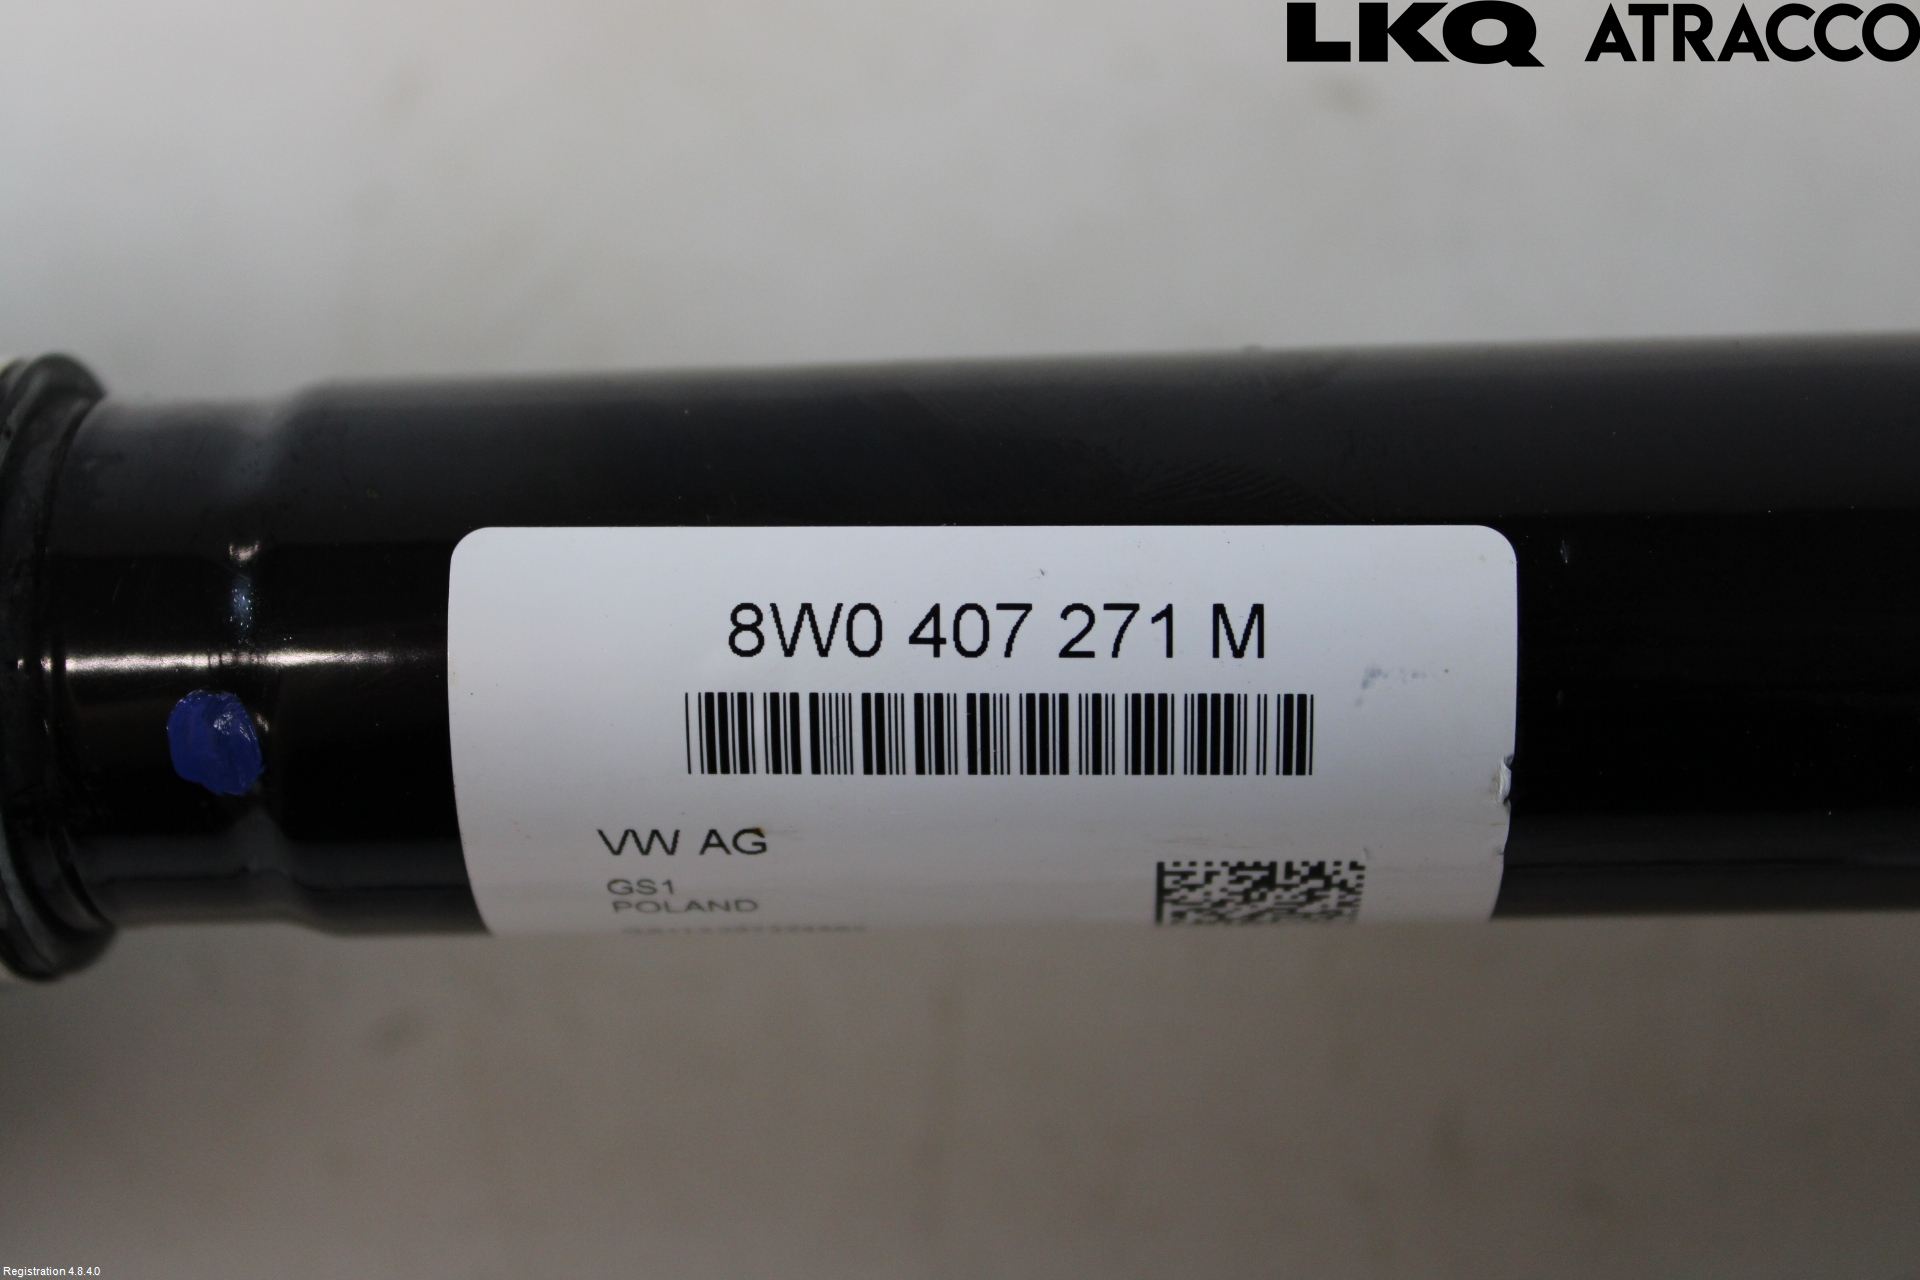 LKQ ATRACCO
8W0 407 271 M
VW AG
GS1
POLAND
Registration 4.8.4.0